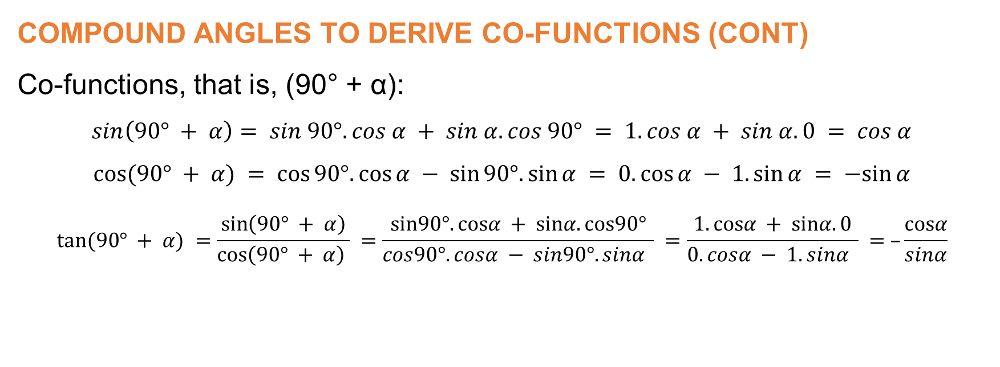 COMPOUND ANGLES TO DERIVE CO-FUNCTIONS (CONT)
Co-functions, that is, (90° + α):
sin(90° + α) = sin 90°. cos α + sin α. cos 90° = 1. cos α + sin α. 0 = cos α
cos(90° + α) = cos 90°. cos α − sin 90°. sin α = 0. cos α − 1. sin α = −sin α
tan(90° + α) = sin(90° + α)/cos(90° + α) = sin90°. cosα + sinα. cos90°/cos90°. cosα − sin90°. sinα = 1. cosα + sinα. 0/0. cosα − 1. sinα = - cosα/sinα